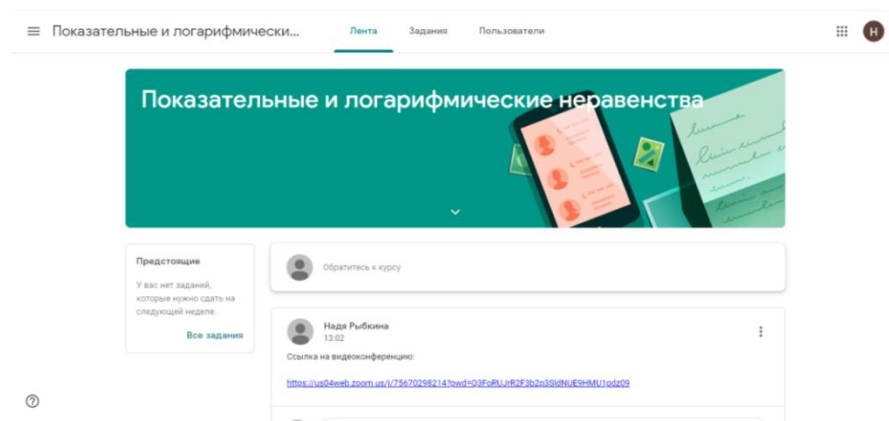 Показательные и логарифмически...
Лента
Задания
Пользователи
Н
Показательные и логарифмические неравенства
Предстоящие
У вас нет заданий,
которые нужно сдать на
следующей неделе.
Все задания
Обратитесь к курсу
Надя Рыбкина
13:02
Ссылка на видеоконференцию:
https://us04web.zoom.us/j/75670298214?pwd=Q3FoRUJrR2F3b2p3SldNUE9HMU1pdz09